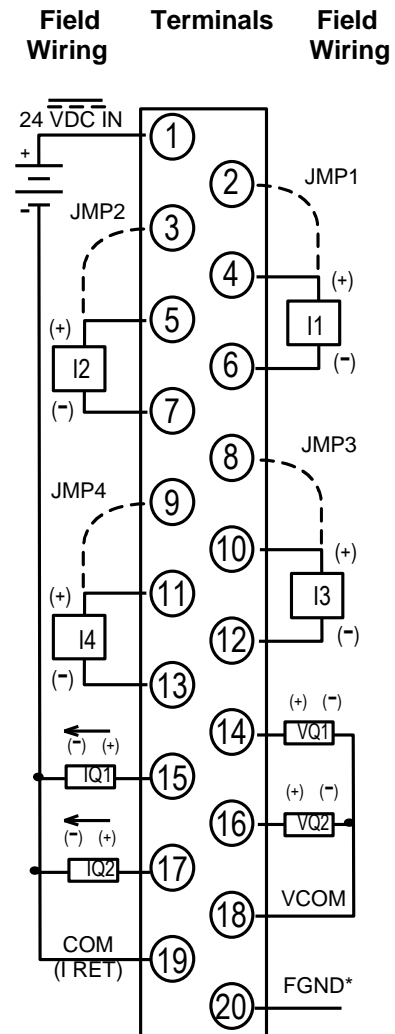 Field Wiring
Terminals
Field Wiring
24 VDC IN
1
+
-
2
JMP1
JMP2
3
4
(+)
I1
5
(+)
I2
6
(-)
7
(-)
8
JMP3
JMP4
9
10
(+)
I3
11
(+)
I4
12
(-)
13
(-)
(+) (-)
14
VQ1
(-) (+)
IQ1
15
(+) (-)
16
VQ2
(-) (+)
IQ2
17
18
VCOM
COM
(I RET)
19
20
FGND*